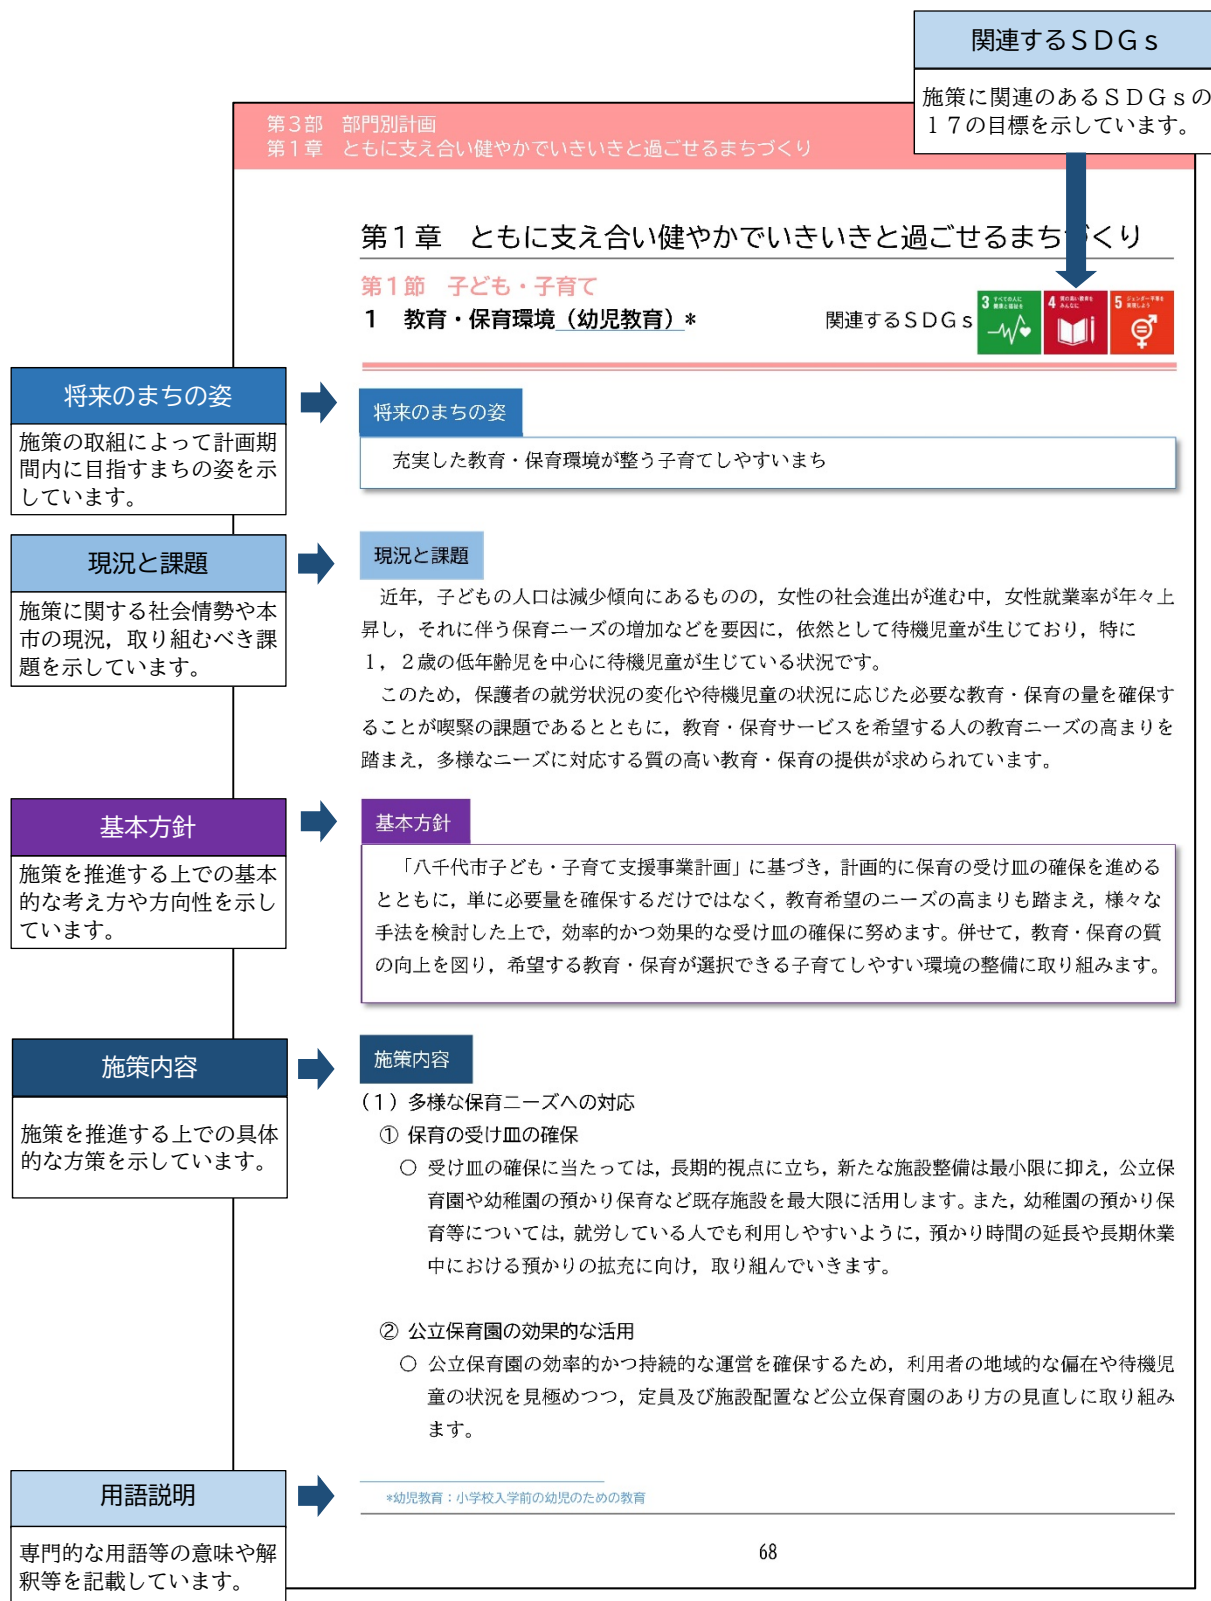 関連するＳＤＧｓ
施策に関連のあるＳＤＧｓの
１７の目標を示しています。
第３部　部門別計画
第１章　ともに支え合い健やかでいきいきと過ごせるまちづくり
第１章　ともに支え合い健やかでいきいきと過ごせるまちづくり
第１節　子ども・子育て
１　教育・保育環境（幼児教育）*
関連するＳＤＧｓ
3 すべての人に
健康と福祉を
4 質の高い教育を
みんなに
5 ジェンダー平等を
実現しよう
将来のまちの姿
施策の取組によって計画期
間内に目指すまちの姿を示
しています。
将来のまちの姿
充実した教育・保育環境が整う子育てしやすいまち
現況と課題
施策に関する社会情勢や本
市の現況，取り組むべき課
題を示しています。
現況と課題
近年，子どもの人口は減少傾向にあるものの，女性の社会進出が進む中，女性就業率が年々上
昇し，それに伴う保育ニーズの増加などを要因に，依然として待機児童が生じており，特に
１，２歳の低年齢児を中心に待機児童が生じている状況です。
このため，保護者の就労状況の変化や待機児童の状況に応じた必要な教育・保育の量を確保す
ることが喫緊の課題であるとともに，教育・保育サービスを希望する人の教育ニーズの高まりを
踏まえ，多様なニーズに対応する質の高い教育・保育の提供が求められています。
基本方針
施策を推進する上での基本
的な考え方や方向性を示し
ています。
基本方針
「八千代市子ども・子育て支援事業計画」に基づき，計画的に保育の受け皿の確保を進める
とともに，単に必要量を確保するだけではなく，教育希望のニーズの高まりも踏まえ，様々な
手法を検討した上で，効率的かつ効果的な受け皿の確保に努めます。併せて，教育・保育の質
の向上を図り，希望する教育・保育が選択できる子育てしやすい環境の整備に取り組みます。
施策内容
施策を推進する上での具体
的な方策を示しています。
施策内容
（１）多様な保育ニーズへの対応
① 保育の受け皿の確保
○ 受け皿の確保に当たっては，長期的視点に立ち，新たな施設整備は最小限に抑え，公立保
育園や幼稚園の預かり保育など既存施設を最大限に活用します。また，幼稚園の預かり保
育等については，就労している人でも利用しやすいように，預かり時間の延長や長期休業
中における預かりの拡充に向け，取り組んでいきます。
② 公立保育園の効果的な活用
○ 公立保育園の効率的かつ持続的な運営を確保するため，利用者の地域的な偏在や待機児
童の状況を見極めつつ，定員及び施設配置など公立保育園のあり方の見直しに取り組み
ます。
用語説明
専門的な用語等の意味や解
釈等を記載しています。
*幼児教育：小学校入学前の幼児のための教育
68